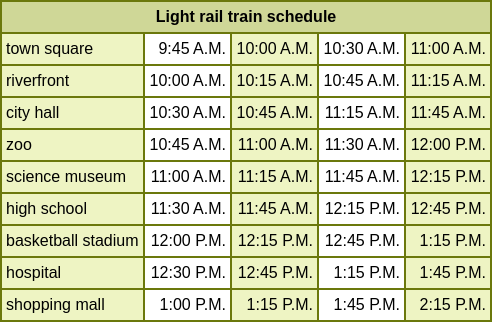 Light rail train schedule
town square 9:45 A.M. 10:00 A.M. 10:30 A.M. 11:00 A.M.
riverfront 10:00 A.M. 10:15 A.M. 10:45 A.M. 11:15 A.M.
city hall 10:30 A.M. 10:45 A.M. 11:15 A.M. 11:45 A.M.
zoo 10:45 A.M. 11:00 A.M. 11:30 A.M. 12:00 P.M.
science museum 11:00 A.M. 11:15 A.M. 11:45 A.M. 12:15 P.M.
high school 11:30 A.M. 11:45 A.M. 12:15 P.M. 12:45 P.M.
basketball stadium 12:00 P.M. 12:15 P.M. 12:45 P.M. 1:15 P.M.
hospital 12:30 P.M. 12:45 P.M. 1:15 P.M. 1:45 P.M.
shopping mall 1:00 P.M. 1:15 P.M. 1:45 P.M. 2:15 P.M.